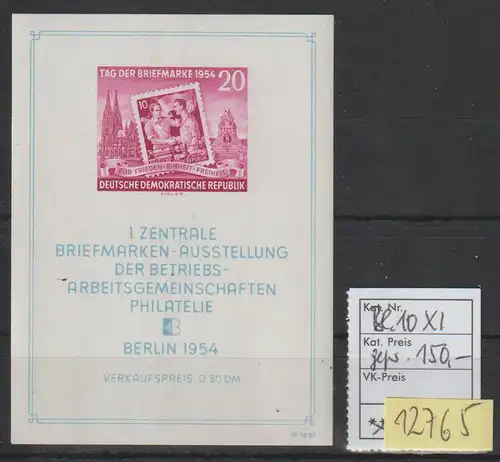 TAG DER BRIEFMARKE 1954 20
10
FÜR FRIEDEN · EINHEIT · FREIHEIT
DEUTSCHE DEMOKRATISCHE REPUBLIK
1. ZENTRALE
BRIEFMARKEN-AUSSTELLUNG
DER BETRIEBS-
ARBEITSGEMEINSCHAFTEN
PHILATELIE
BERLIN 1954
VERKAUFSPREIS 0.30 DM
Kat. Nr.
Bl. 10 XI
Kat. Preis
gepr. 150,-
VK-Preis
12765